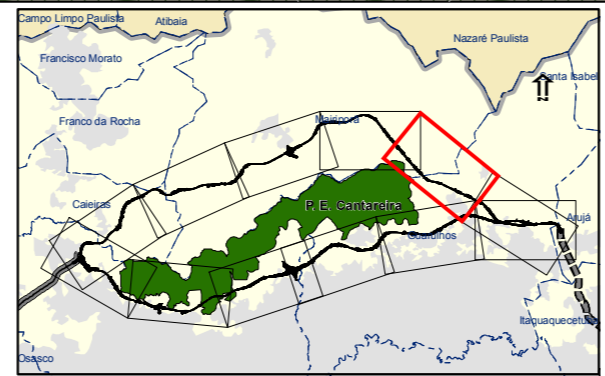 Campo Limpo Paulista
Atibaia
Nazaré Paulista
Francisco Morato
Santa Isabel
N
Franco da Rocha
Mairiporã
Caieiras
P. E. Cantareira
Arujá
Guarulhos
Itaquaquecetu
Osasco